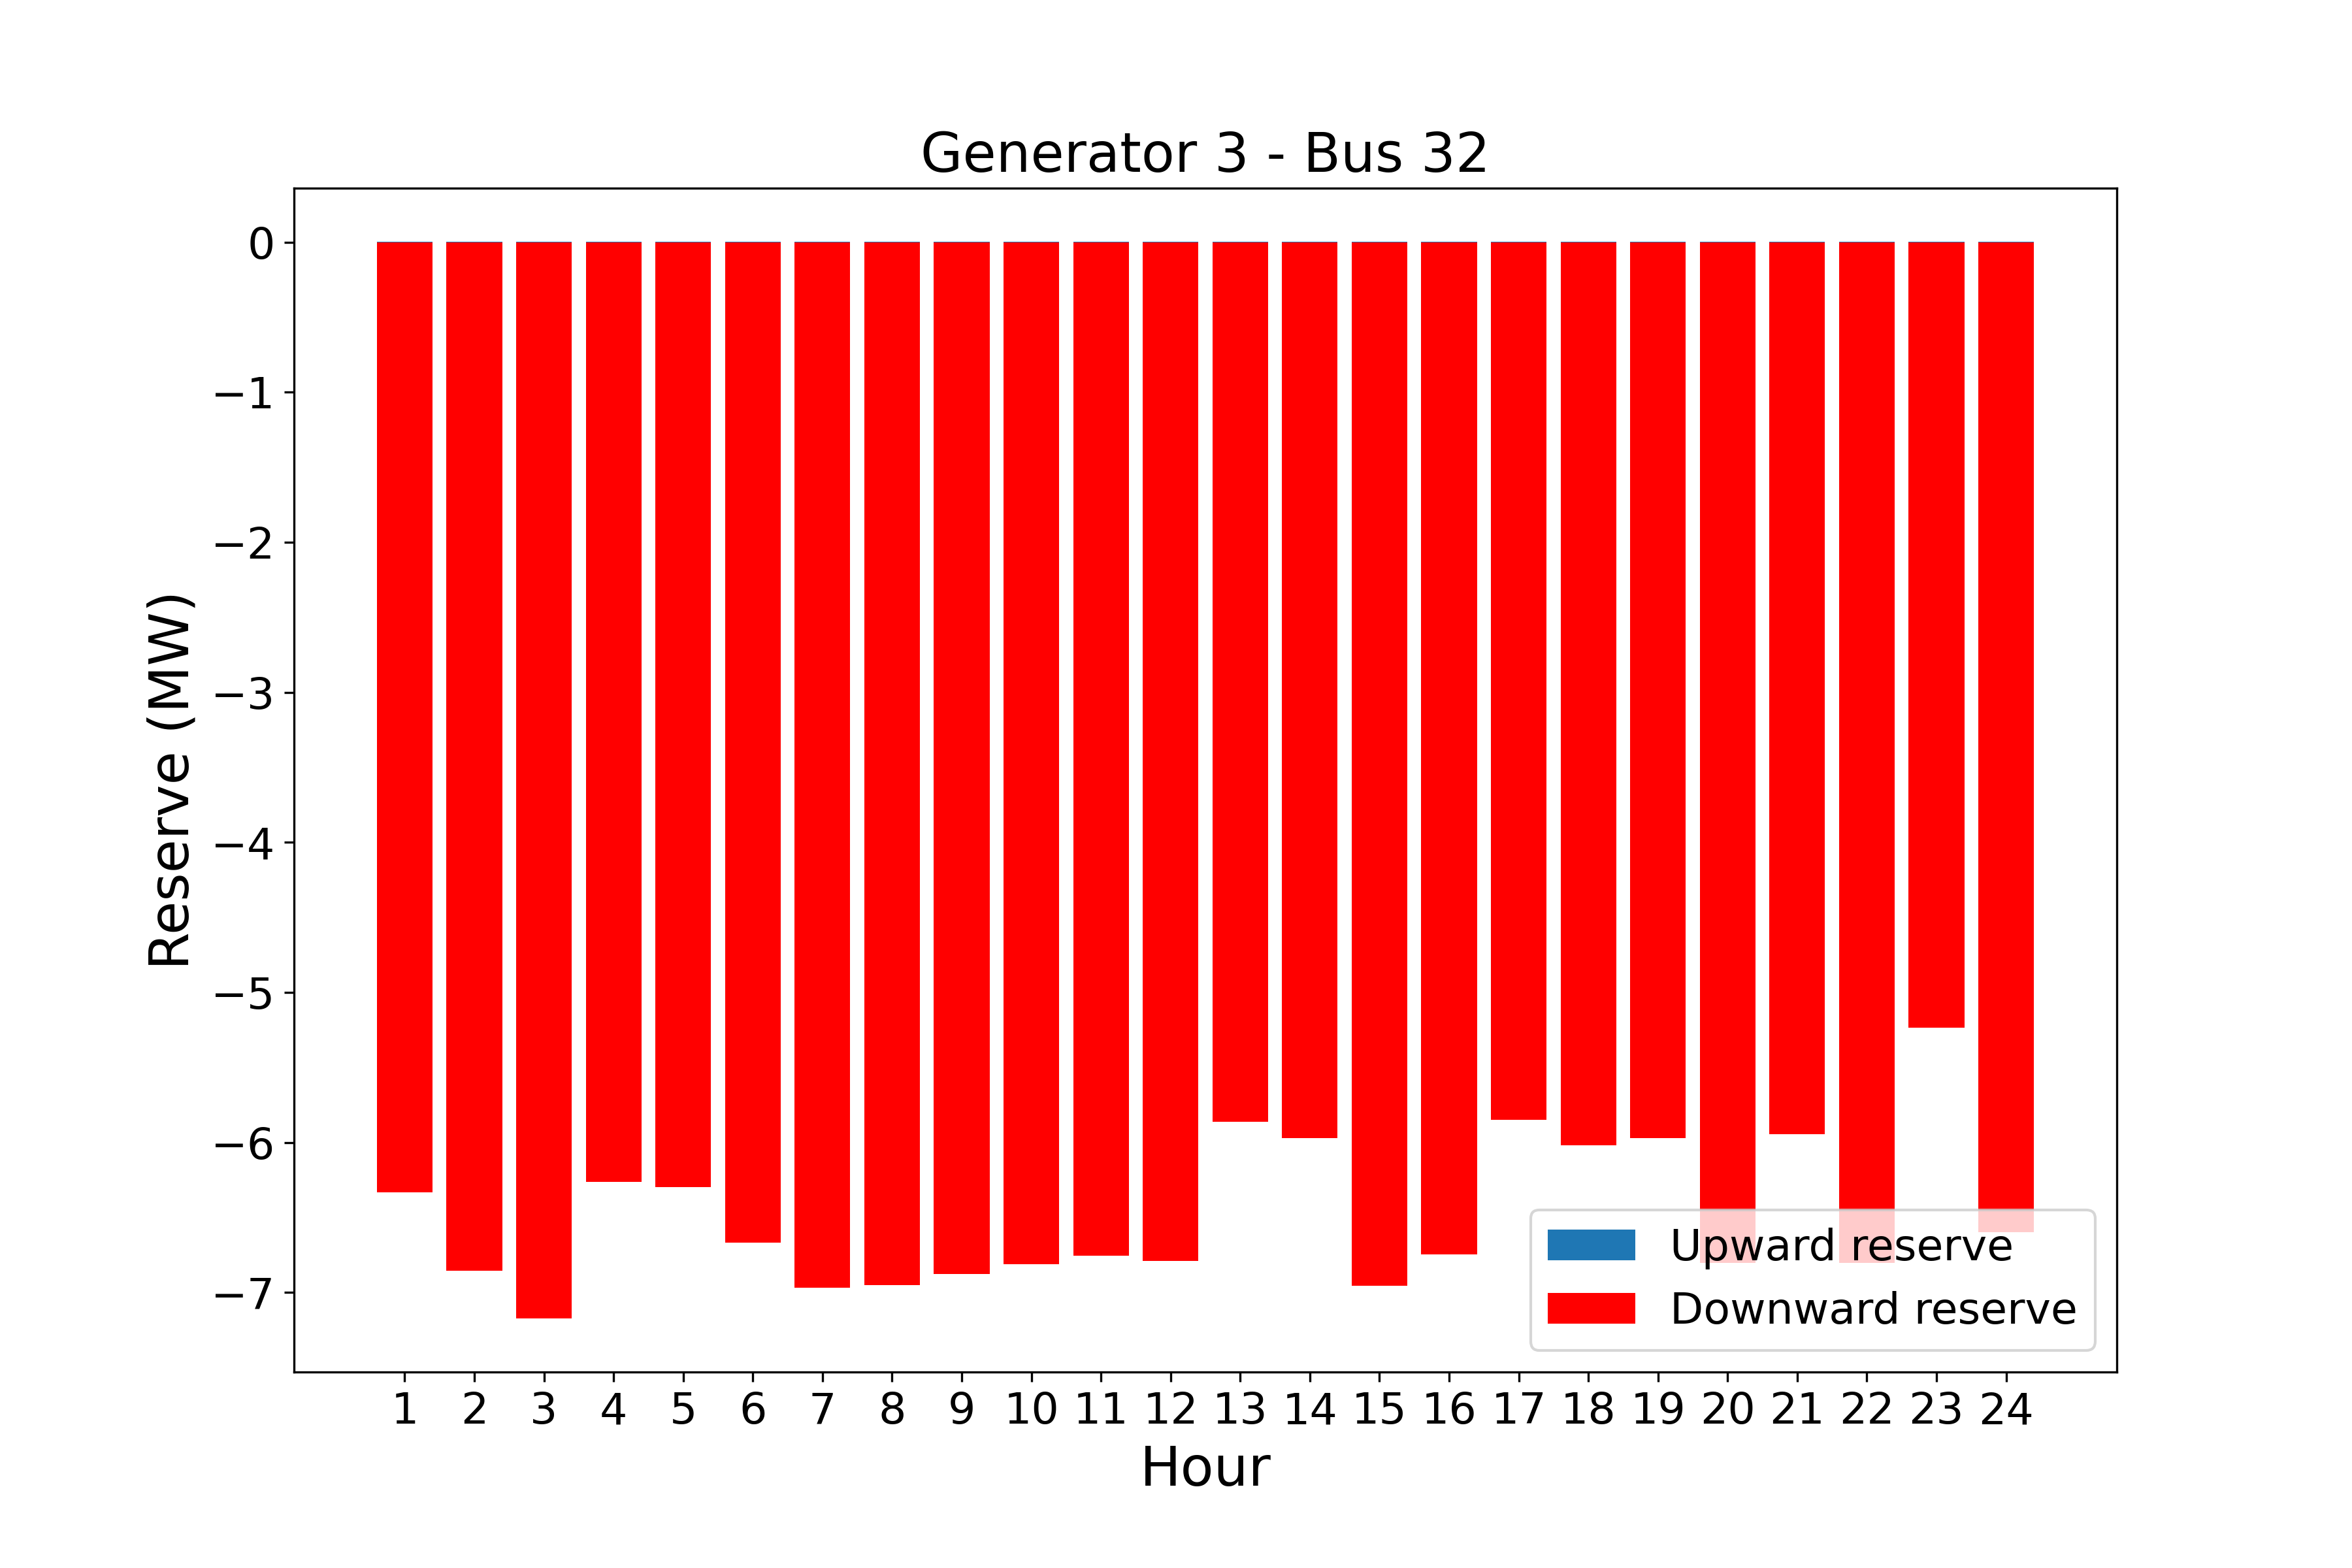 Generator 3 - Bus 32
0
−1
−2
−3
−4
−5
−6
−7
Reserve (MW)
Upward reserve
Downward reserve
1 2 3 4 5 6 7 8 9 10 11 12 13 14 15 16 17 18 19 20 21 22 23 24
Hour